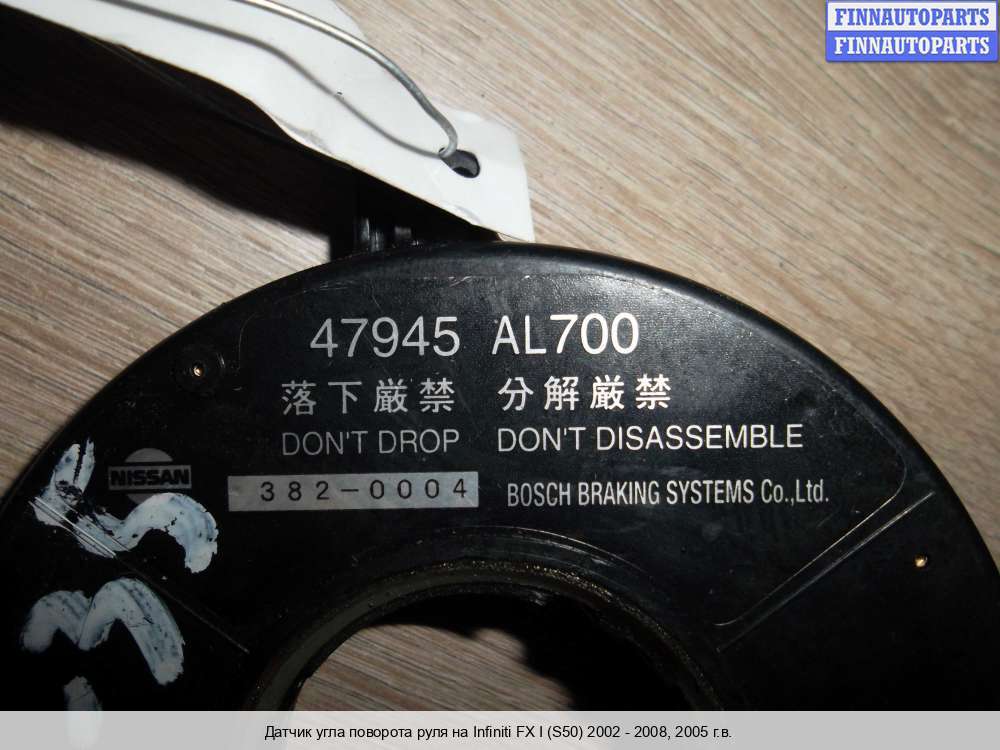 FINNAUTOPARTS
FINNAUTOPARTS
47945 AL700
落下厳禁 分解厳禁
DON'T DROP DON'T DISASSEMBLE
NISSAN
382-0004 BOSCH BRAKING SYSTEMS Co.,Ltd.
Датчик угла поворота руля на Infiniti FX I (S50) 2002 - 2008, 2005 г.в.